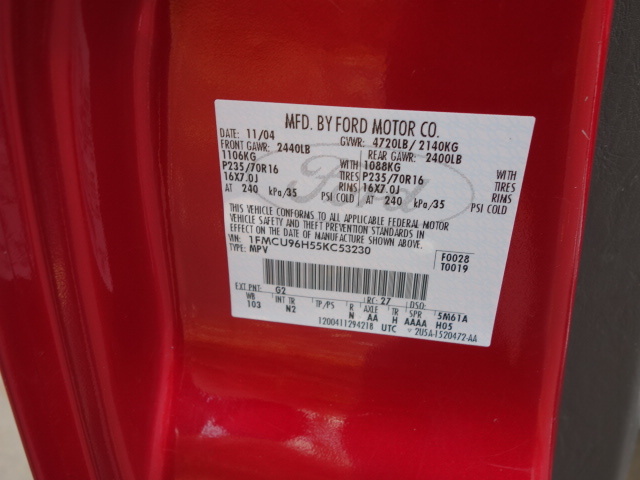 MFD. BY FORD MOTOR CO.
DATE: 11/04 GVWR: 4720LB/ 2140KG
FRONT GAWR: 2440LB REAR GAWR: 2400LB
1106KG WITH 1088KG WITH
P235/70R16 TIRES P235/70R16 TIRES
16X7.0J RIMS 16X7.0J RIMS
AT 240 kPa/35 PSI COLD AT 240 kPa/35 PSI COLD
THIS VEHICLE CONFORMS TO ALL APPLICABLE FEDERAL MOTOR
VEHICLE SAFETY AND THEFT PREVENTION STANDARDS IN
EFFECT ON THE DATE OF MANUFACTURE SHOWN ABOVE.
VIN: 1FMCU96H55KC53230 F0028
TYPE: MPV T0019
EXT PNT: G2 RC: 27 DSO:
WB INT TR TP/PS R AXLE TR SPR 5M61A
103 N2 N AA H AAAA H05
1200411294218 UTC
2U5A-1520472-AA
Ford